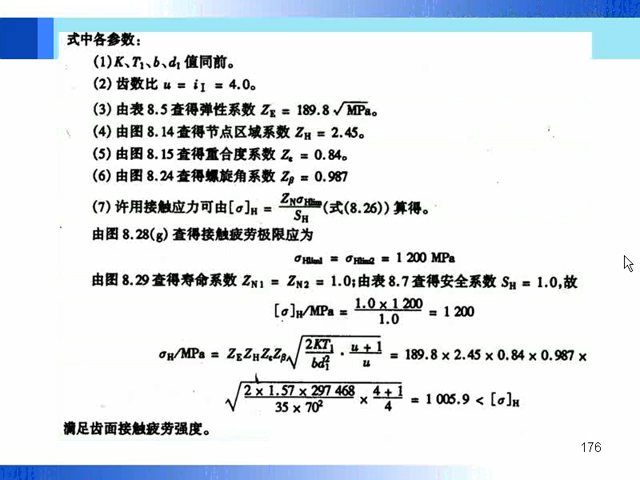 式中各参数:
(1) K、T₁、b、d₁ 值同前。
(2) 齿数比 u = i_I = 4.0。
(3) 由表 8.5 查得弹性系数 Z_E = 189.8 √MPa。
(4) 由图 8.14 查得节点区域系数 Z_H = 2.45。
(5) 由图 8.15 查得重合度系数 Z_ε = 0.84。
(6) 由图 8.24 查得螺旋角系数 Z_β = 0.987
(7) 许用接触应力可由[σ]_H = Z_Nσ_Hlim/S_H (式(8.26)) 算得。
由图 8.28(g) 查得接触疲劳极限应为
σ_Hlim1 = σ_Hlim2 = 1 200 MPa
由图 8.29 查得寿命系数 Z_N1 = Z_N2 = 1.0;由表 8.7 查得安全系数 S_H = 1.0,故
[σ]_H/MPa = 1.0 × 1 200/1.0 = 1 200
σ_H/MPa = Z_E Z_H Z_ε Z_β √(2KT₁/bd₁² · u + 1/u) = 189.8 × 2.45 × 0.84 × 0.987 ×
√(2 × 1.57 × 297 468/35 × 70² × 4 + 1/4) = 1 005.9 < [σ]_H
满足齿面接触疲劳强度。
176